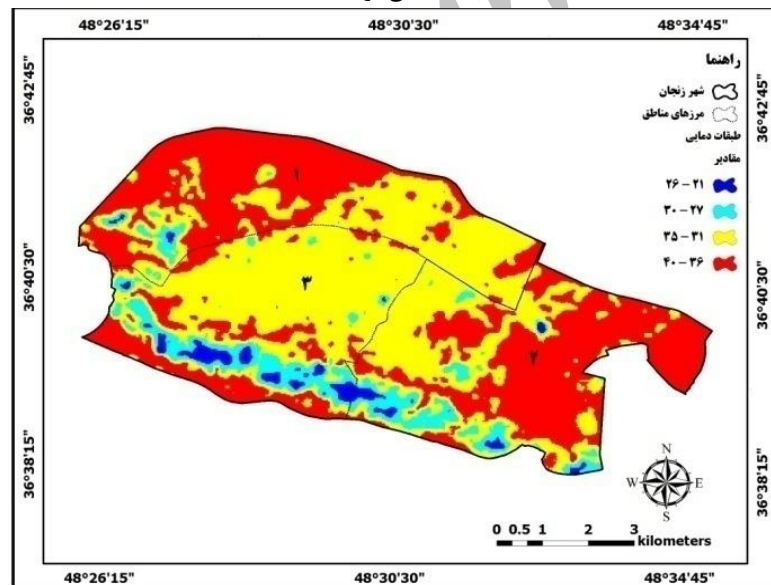 48°26'15" 48°30'30" 48°34'45"
36°42'45" 36°42'45"
راهنما
شهر زنجان
مرزهای مناطق
طبقات دمایی
مقادیر
۲۶ - ۲۱
۳۰ - ۲۷
۳۵ - ۳۱
۴۰ - ۳۶
۱
36°40'30" 36°40'30"
۳
۲
36°38'15" 36°38'15"
N
W E
S
0 0.5 1 2 3
kilometers
48°26'15" 48°30'30" 48°34'45"